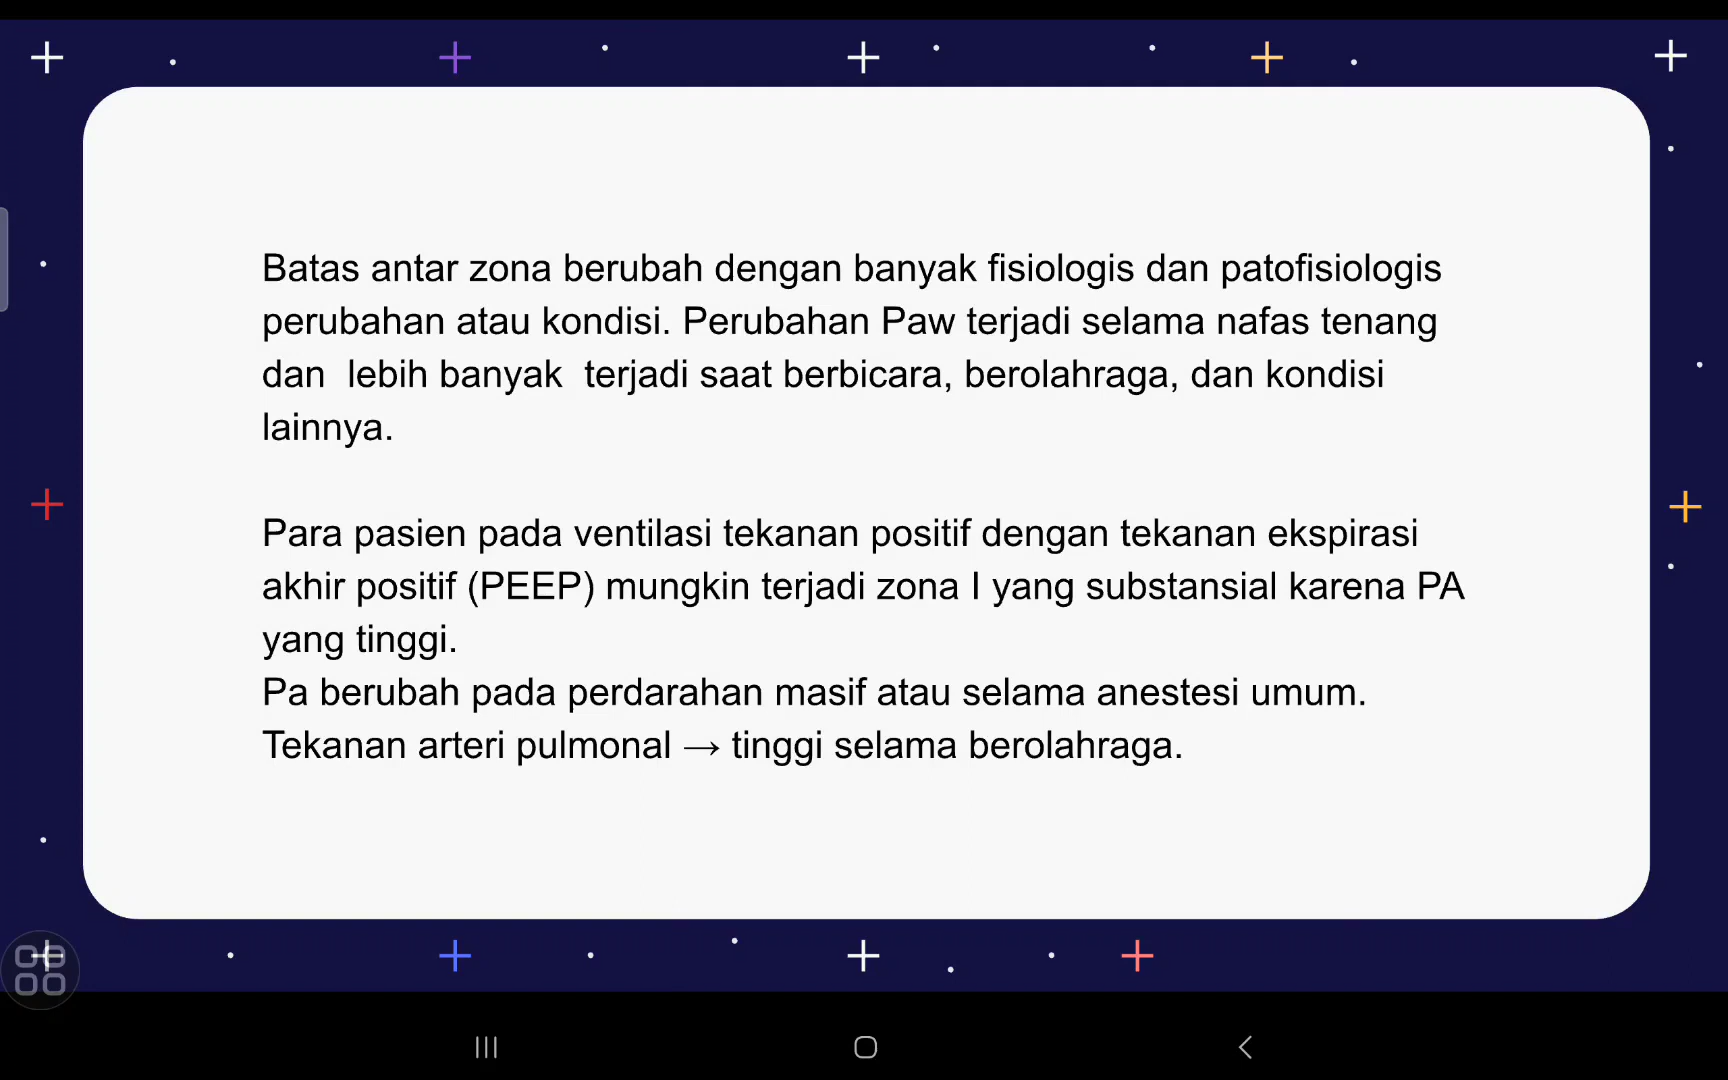 Batas antar zona berubah dengan banyak fisiologis dan patofisiologis
perubahan atau kondisi. Perubahan Paw terjadi selama nafas tenang
dan  lebih banyak  terjadi saat berbicara, berolahraga, dan kondisi
lainnya.
Para pasien pada ventilasi tekanan positif dengan tekanan ekspirasi
akhir positif (PEEP) mungkin terjadi zona I yang substansial karena PA
yang tinggi.
Pa berubah pada perdarahan masif atau selama anestesi umum.
Tekanan arteri pulmonal → tinggi selama berolahraga.